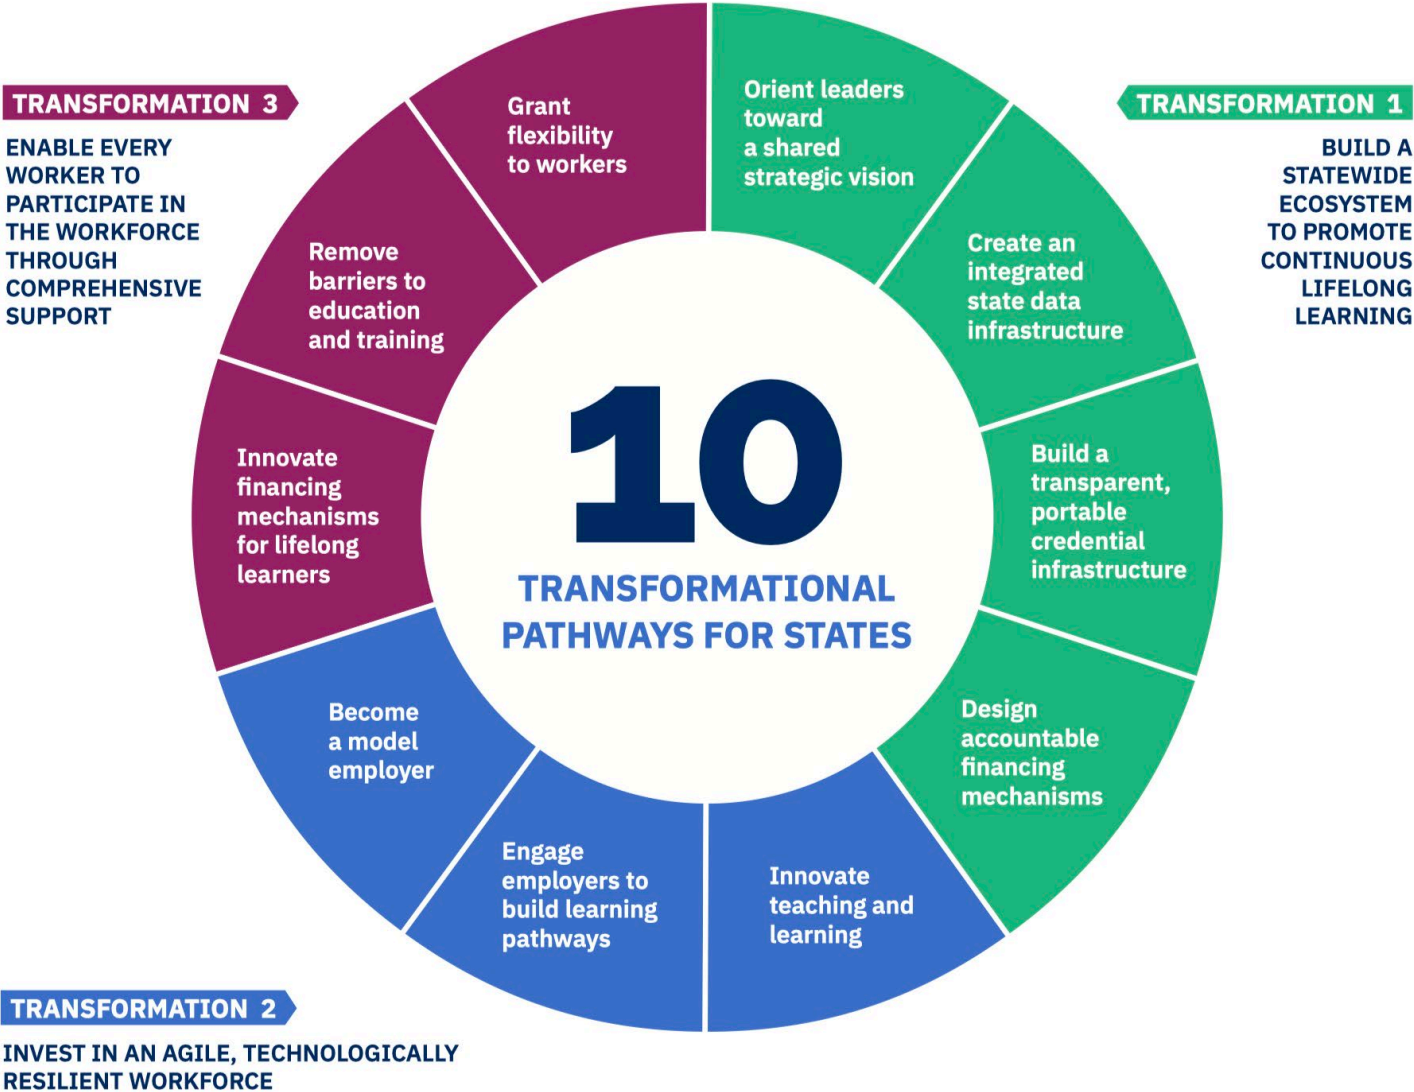 TRANSFORMATION 3
ENABLE EVERY
WORKER TO
PARTICIPATE IN
THE WORKFORCE
THROUGH
COMPREHENSIVE
SUPPORT
TRANSFORMATION 1
BUILD A
STATEWIDE
ECOSYSTEM
TO PROMOTE
CONTINUOUS
LIFELONG
LEARNING
Orient leaders
toward
a shared
strategic vision
Create an
integrated
state data
infrastructure
Build a
transparent,
portable
credential
infrastructure
Design
accountable
financing
mechanisms
Innovate
teaching and
learning
Engage
employers to
build learning
pathways
Become
a model
employer
Innovate
financing
mechanisms
for lifelong
learners
Remove
barriers to
education
and training
Grant
flexibility
to workers
10
TRANSFORMATIONAL
PATHWAYS FOR STATES
TRANSFORMATION 2
INVEST IN AN AGILE, TECHNOLOGICALLY
RESILIENT WORKFORCE